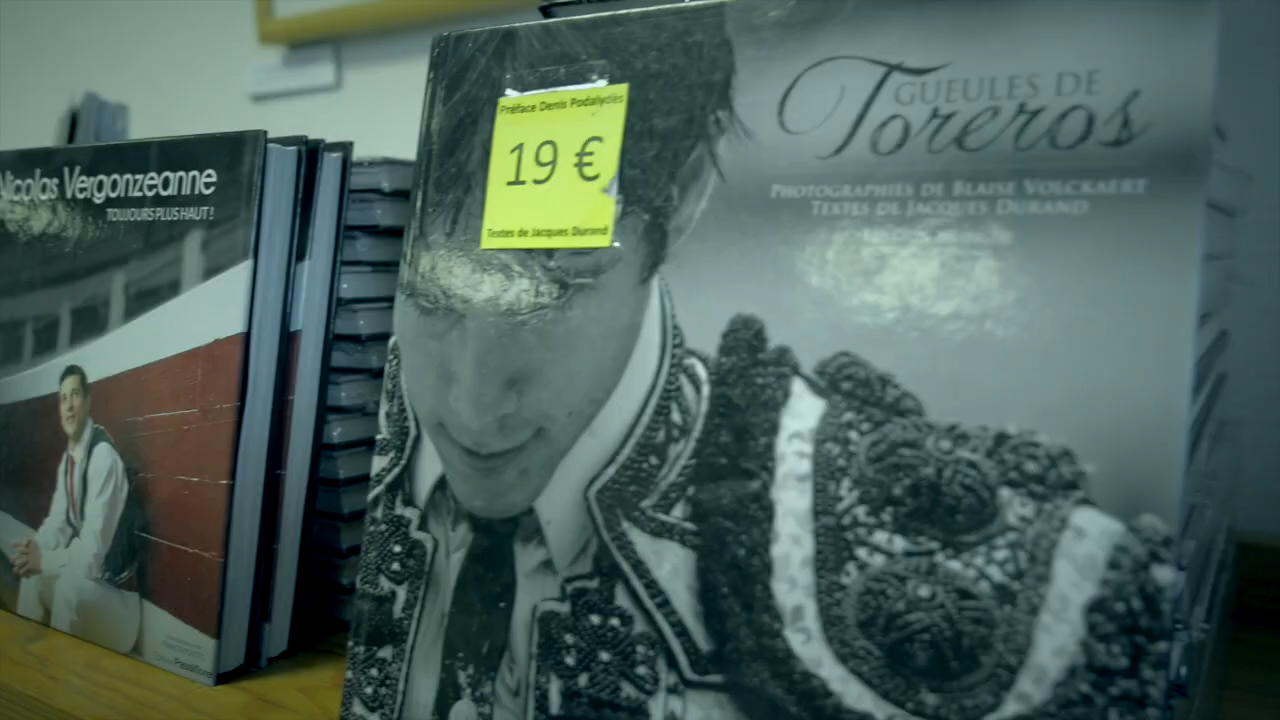 Nicolas Vergonzeanne
TOUJOURS PLUS HAUT !
Préface Denis Podalydès
19 €
Textes de Jacques Durand
GUEULES DE
Toreros
PHOTOGRAPHIES DE BLAISE VOLCKAERT
TEXTES DE JACQUES DURAND